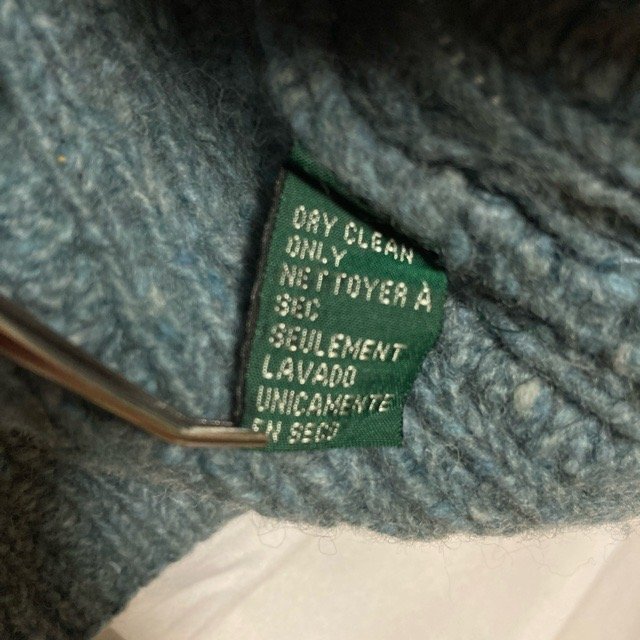 DRY CLEAN
ONLY
NETTOYER A
SEC
SEULEMENT
LAVADO
UNICAMENTE
EN SECO